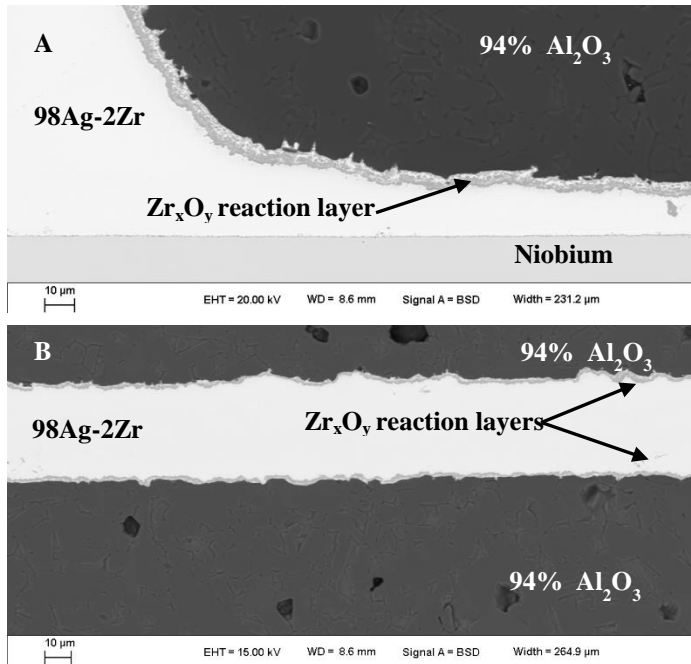 A
94% Al₂O₃
98Ag-2Zr
ZrₓOᵧ reaction layer
Niobium
10 µm
EHT = 20.00 kV WD = 8.6 mm Signal A = BSD Width = 231.2 µm
B
94% Al₂O₃
98Ag-2Zr
ZrₓOᵧ reaction layers
94% Al₂O₃
10 µm
EHT = 15.00 kV WD = 8.6 mm Signal A = BSD Width = 264.9 µm